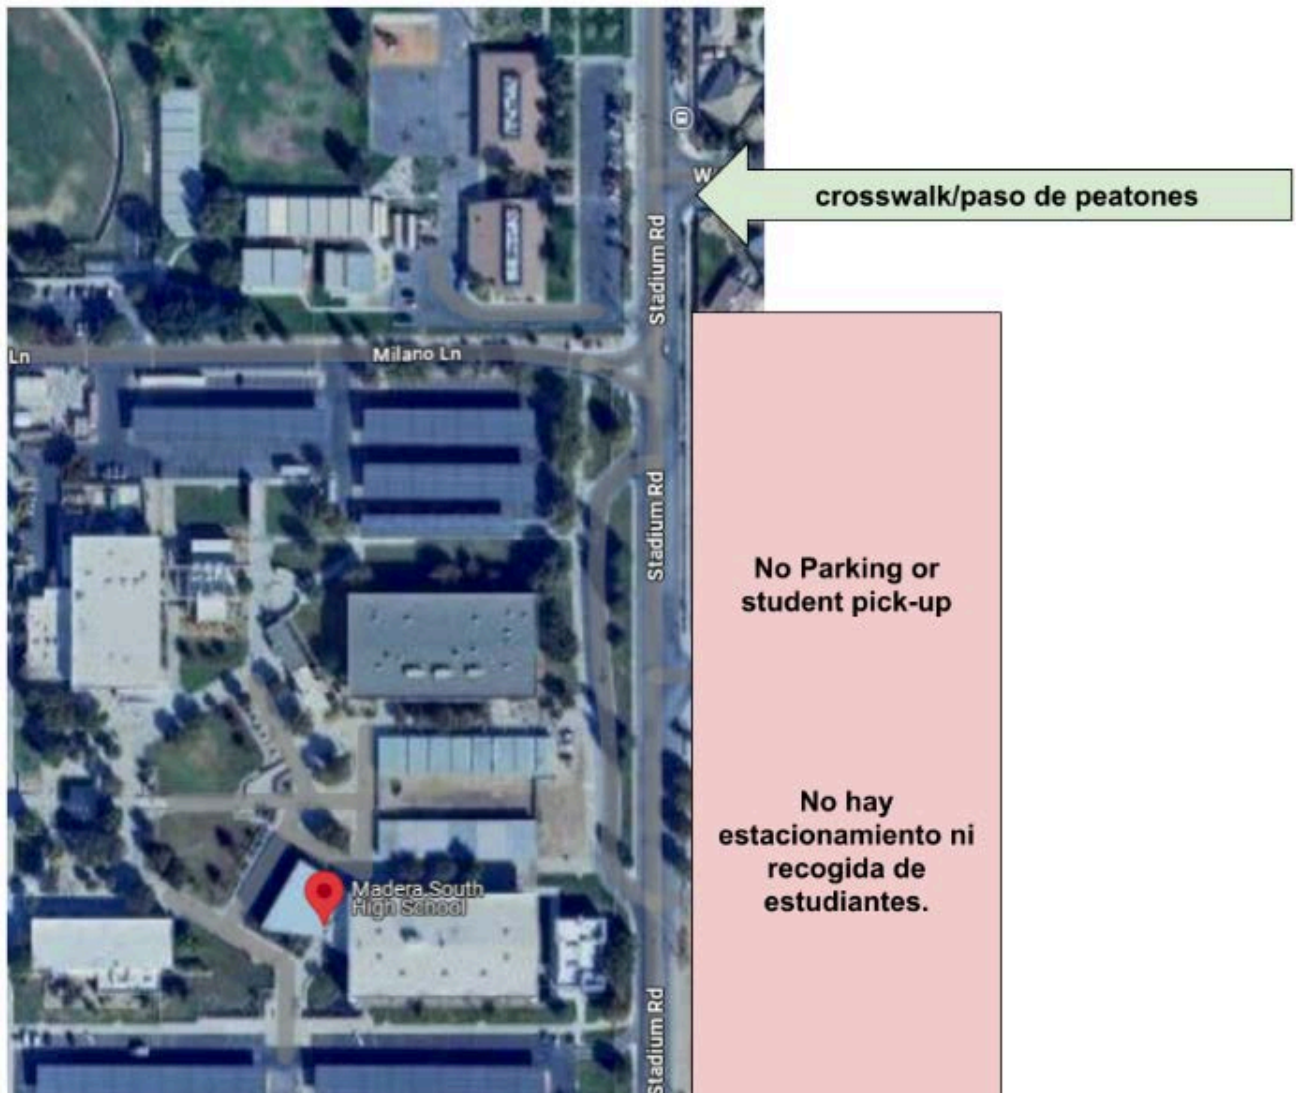 W
crosswalk/paso de peatones
Stadium Rd
Ln
Milano Ln
Stadium Rd
No Parking or
student pick-up
No hay
estacionamiento ni
recogida de
estudiantes.
Madera South
High School
Stadium Rd